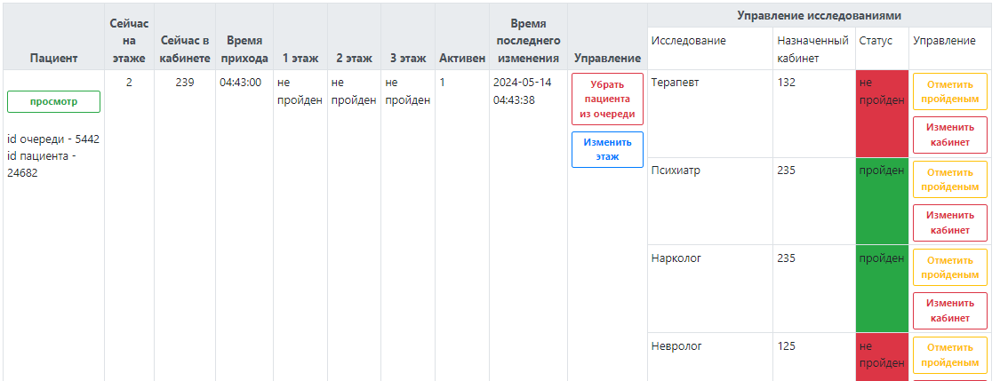 Пациент
Сейчас
на
этаже
Сейчас в
кабинете
Время
прихода
1 этаж
2 этаж
3 этаж
Активен
Время
последнего
изменения
Управление
Управление исследованиями
Исследование
Назначенный
кабинет
Статус
Управление
просмотр
id очереди - 5442
id пациента -
24682
2
239
04:43:00
не
пройден
не
пройден
не
пройден
1
2024-05-14
04:43:38
Убрать
пациента
из очереди
Изменить
этаж
Терапевт
132
не
пройден
Отметить
пройденым
Изменить
кабинет
Психиатр
235
пройден
Отметить
пройденым
Изменить
кабинет
Нарколог
235
пройден
Отметить
пройденым
Изменить
кабинет
Невролог
125
не
пройден
Отметить
пройденым